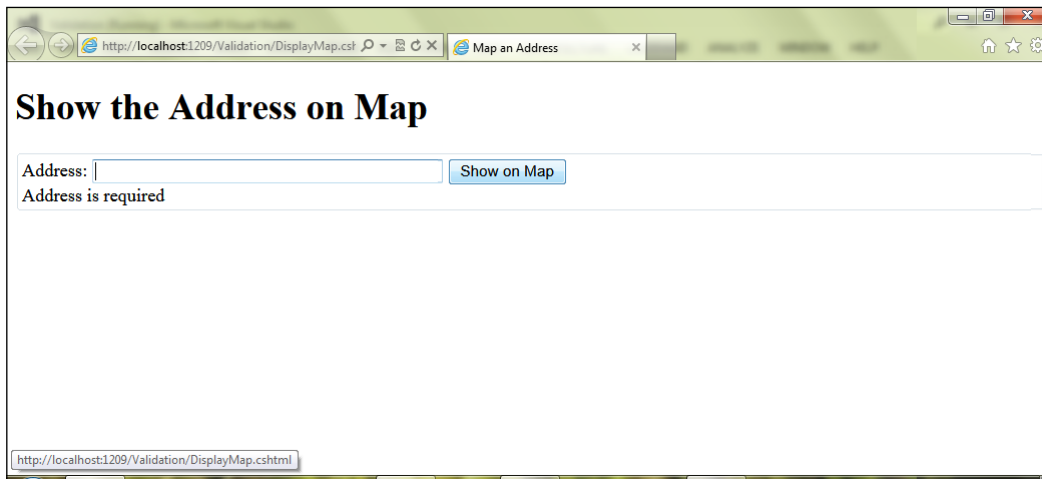 http://localhost:1209/Validation/DisplayMap.csh
Map an Address
Show the Address on Map
Address:
Show on Map
Address is required
http://localhost:1209/Validation/DisplayMap.cshtml